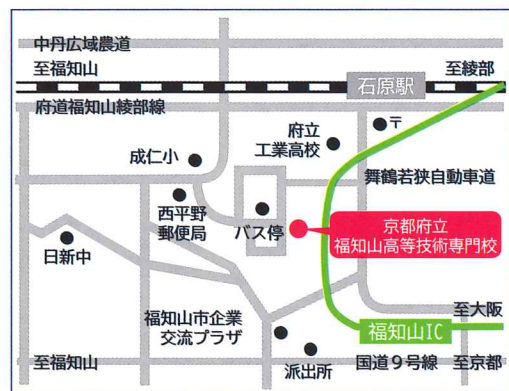 中丹広域農道
至福知山
至綾部
石原駅
府道福知山綾部線
〒
府立
工業高校
成仁小
舞鶴若狭自動車道
西平野
郵便局
バス停
京都府立
福知山高等技術専門校
日新中
至大阪
福知山市企業
交流プラザ
福知山IC
至福知山
派出所
国道9号線
至京都